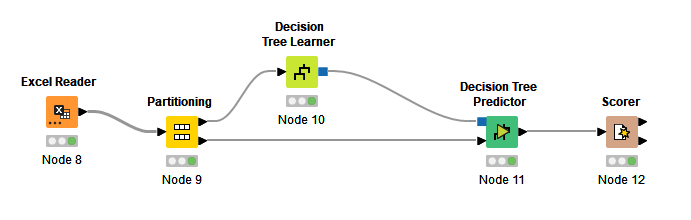 Excel Reader
Node 8
Partitioning
Node 9
Decision
Tree Learner
Node 10
Decision Tree
Predictor
Node 11
Scorer
Node 12